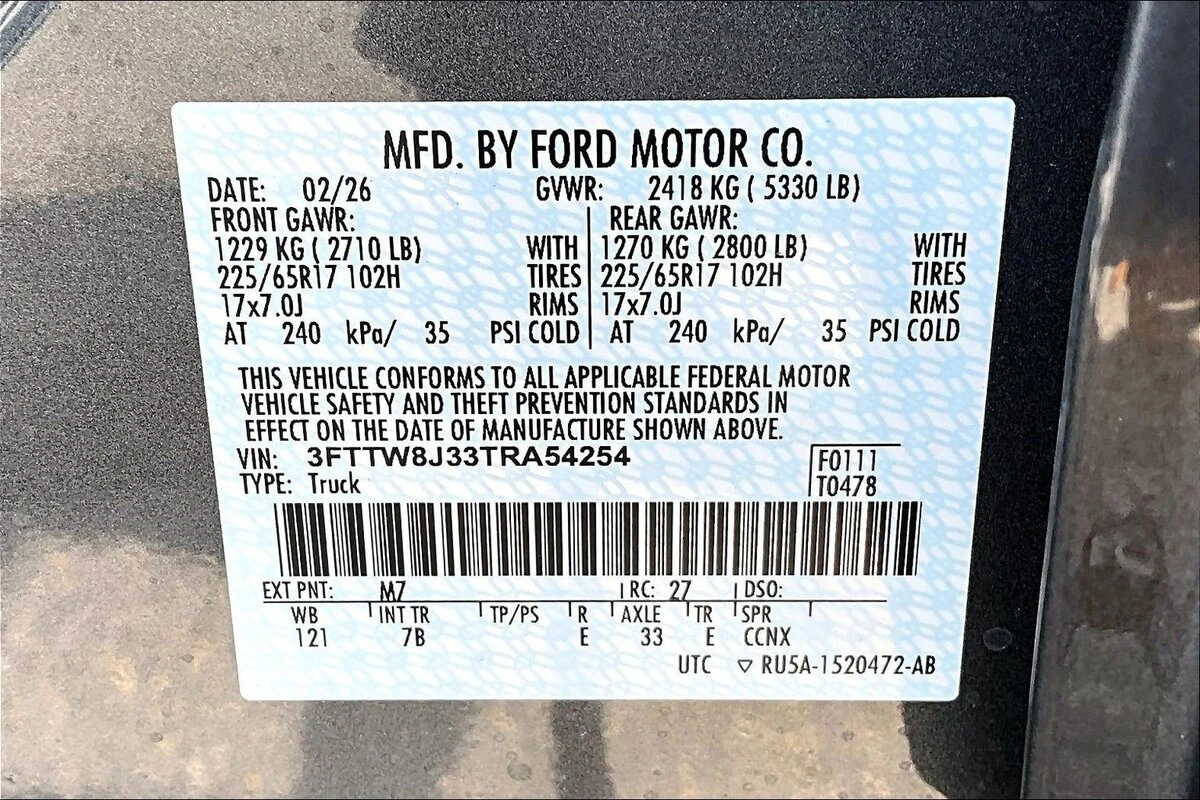 MFD. BY FORD MOTOR CO.
DATE: 02/26 GVWR: 2418 KG ( 5330 LB)
FRONT GAWR: REAR GAWR:
1229 KG ( 2710 LB) WITH 1270 KG ( 2800 LB) WITH
225/65R17 102H TIRES 225/65R17 102H TIRES
17x7.0J RIMS 17x7.0J RIMS
AT 240 kPa/ 35 PSI COLD AT 240 kPa/ 35 PSI COLD
THIS VEHICLE CONFORMS TO ALL APPLICABLE FEDERAL MOTOR
VEHICLE SAFETY AND THEFT PREVENTION STANDARDS IN
EFFECT ON THE DATE OF MANUFACTURE SHOWN ABOVE.
VIN: 3FTTW8J33TRA54254 F0111
TYPE: Truck T0478
EXT PNT: M7 RC: 27 DSO:
WB INT TR TP/PS R AXLE TR SPR
121 7B E 33 E CCNX
UTC ▽ RU5A-1520472-AB